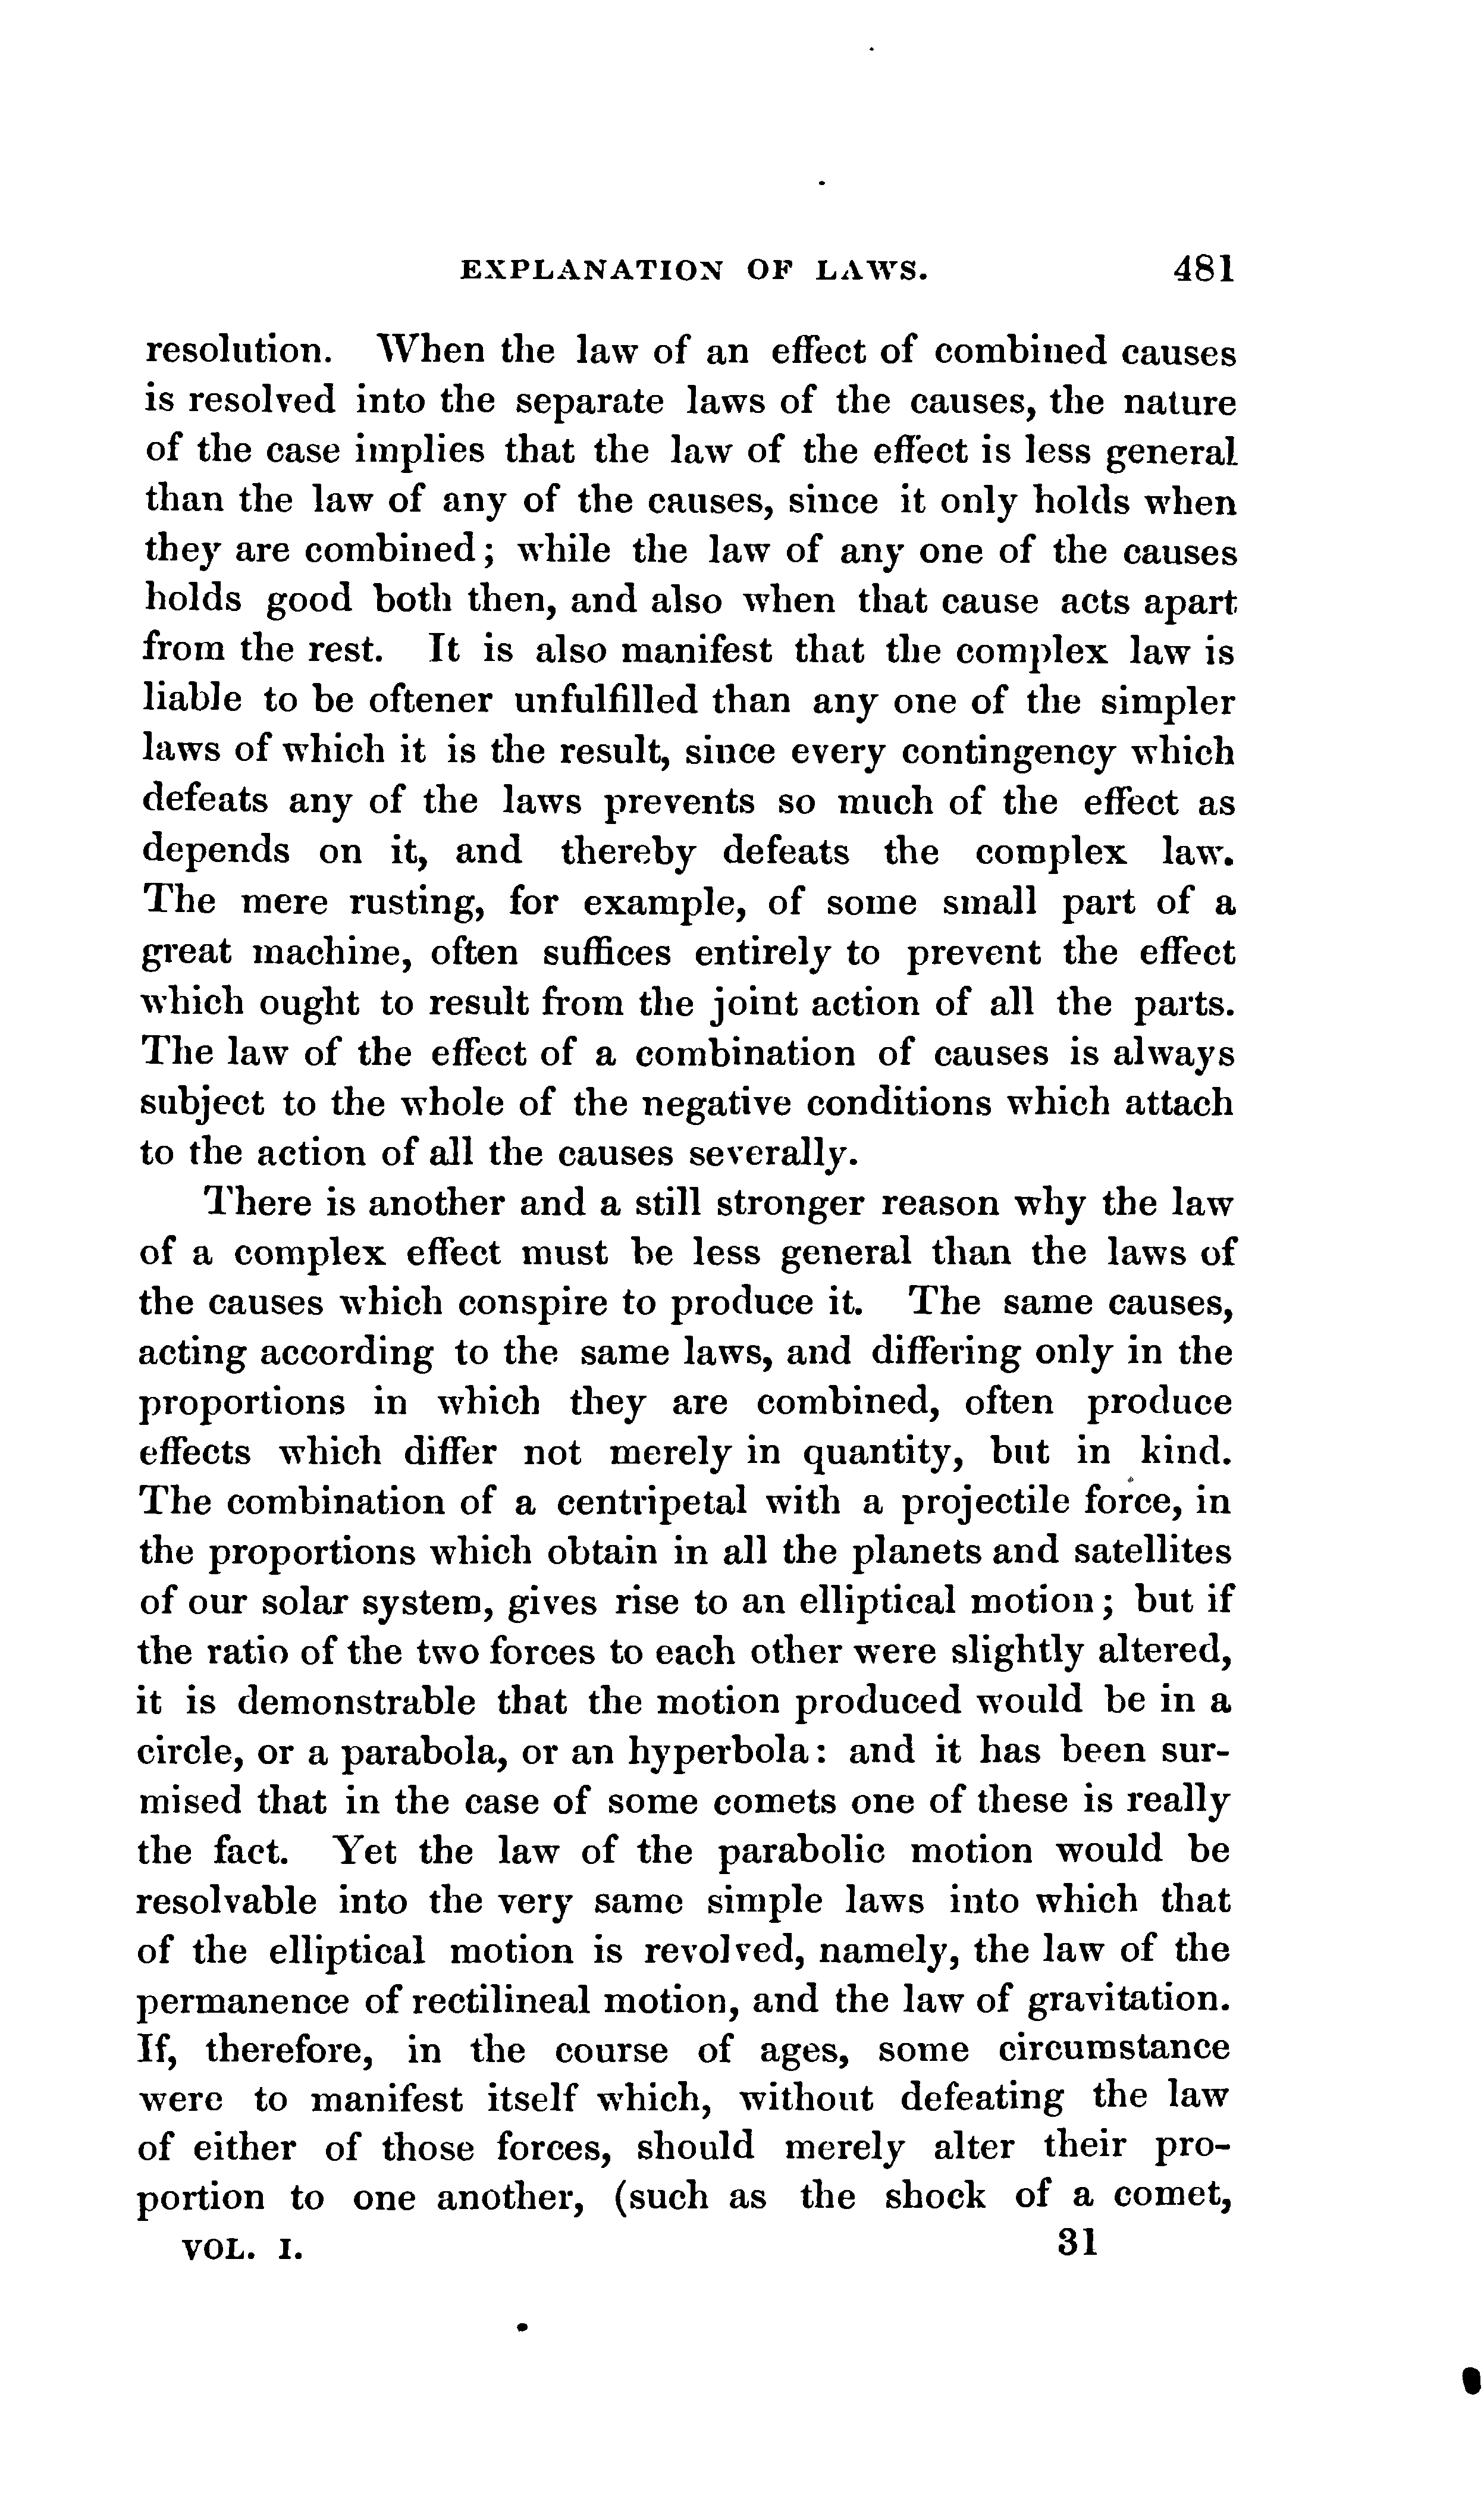 EXPLANATION OF LAWS. 481
resolution. When the law of an effect of combined causes
is resolved into the separate laws of the causes, the nature
of the case implies that the law of the effect is less general
than the law of any of the causes, since it only holds when
they are combined; while the law of any one of the causes
holds good both then, and also when that cause acts apart
from the rest. It is also manifest that the complex law is
liable to be oftener unfulfilled than any one of the simpler
laws of which it is the result, since every contingency which
defeats any of the laws prevents so much of the effect as
depends on it, and thereby defeats the complex law.
The mere rusting, for example, of some small part of a
great machine, often suffices entirely to prevent the effect
which ought to result from the joint action of all the parts.
The law of the effect of a combination of causes is always
subject to the whole of the negative conditions which attach
to the action of all the causes severally.
There is another and a still stronger reason why the law
of a complex effect must be less general than the laws of
the causes which conspire to produce it. The same causes,
acting according to the same laws, and differing only in the
proportions in which they are combined, often produce
effects which differ not merely in quantity, but in kind.
The combination of a centripetal with a projectile force, in
the proportions which obtain in all the planets and satellites
of our solar system, gives rise to an elliptical motion; but if
the ratio of the two forces to each other were slightly altered,
it is demonstrable that the motion produced would be in a
circle, or a parabola, or an hyperbola: and it has been sur-
mised that in the case of some comets one of these is really
the fact. Yet the law of the parabolic motion would be
resolvable into the very same simple laws into which that
of the elliptical motion is revolved, namely, the law of the
permanence of rectilineal motion, and the law of gravitation.
If, therefore, in the course of ages, some circumstance
were to manifest itself which, without defeating the law
of either of those forces, should merely alter their pro-
portion to one another, (such as the shock of a comet,
VOL. I. 31